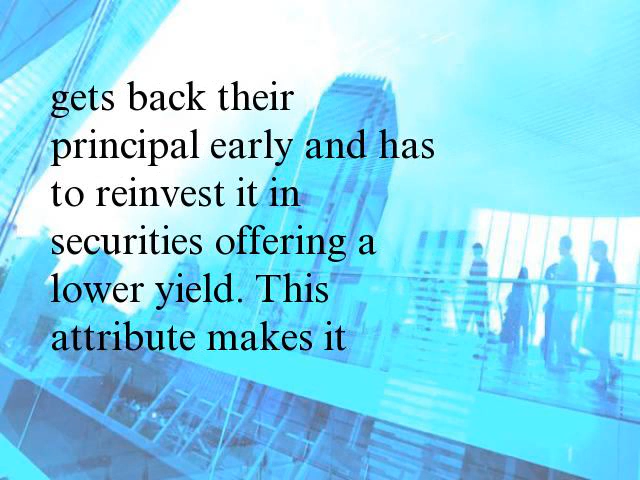 gets back their
principal early and has
to reinvest it in
securities offering a
lower yield. This
attribute makes it